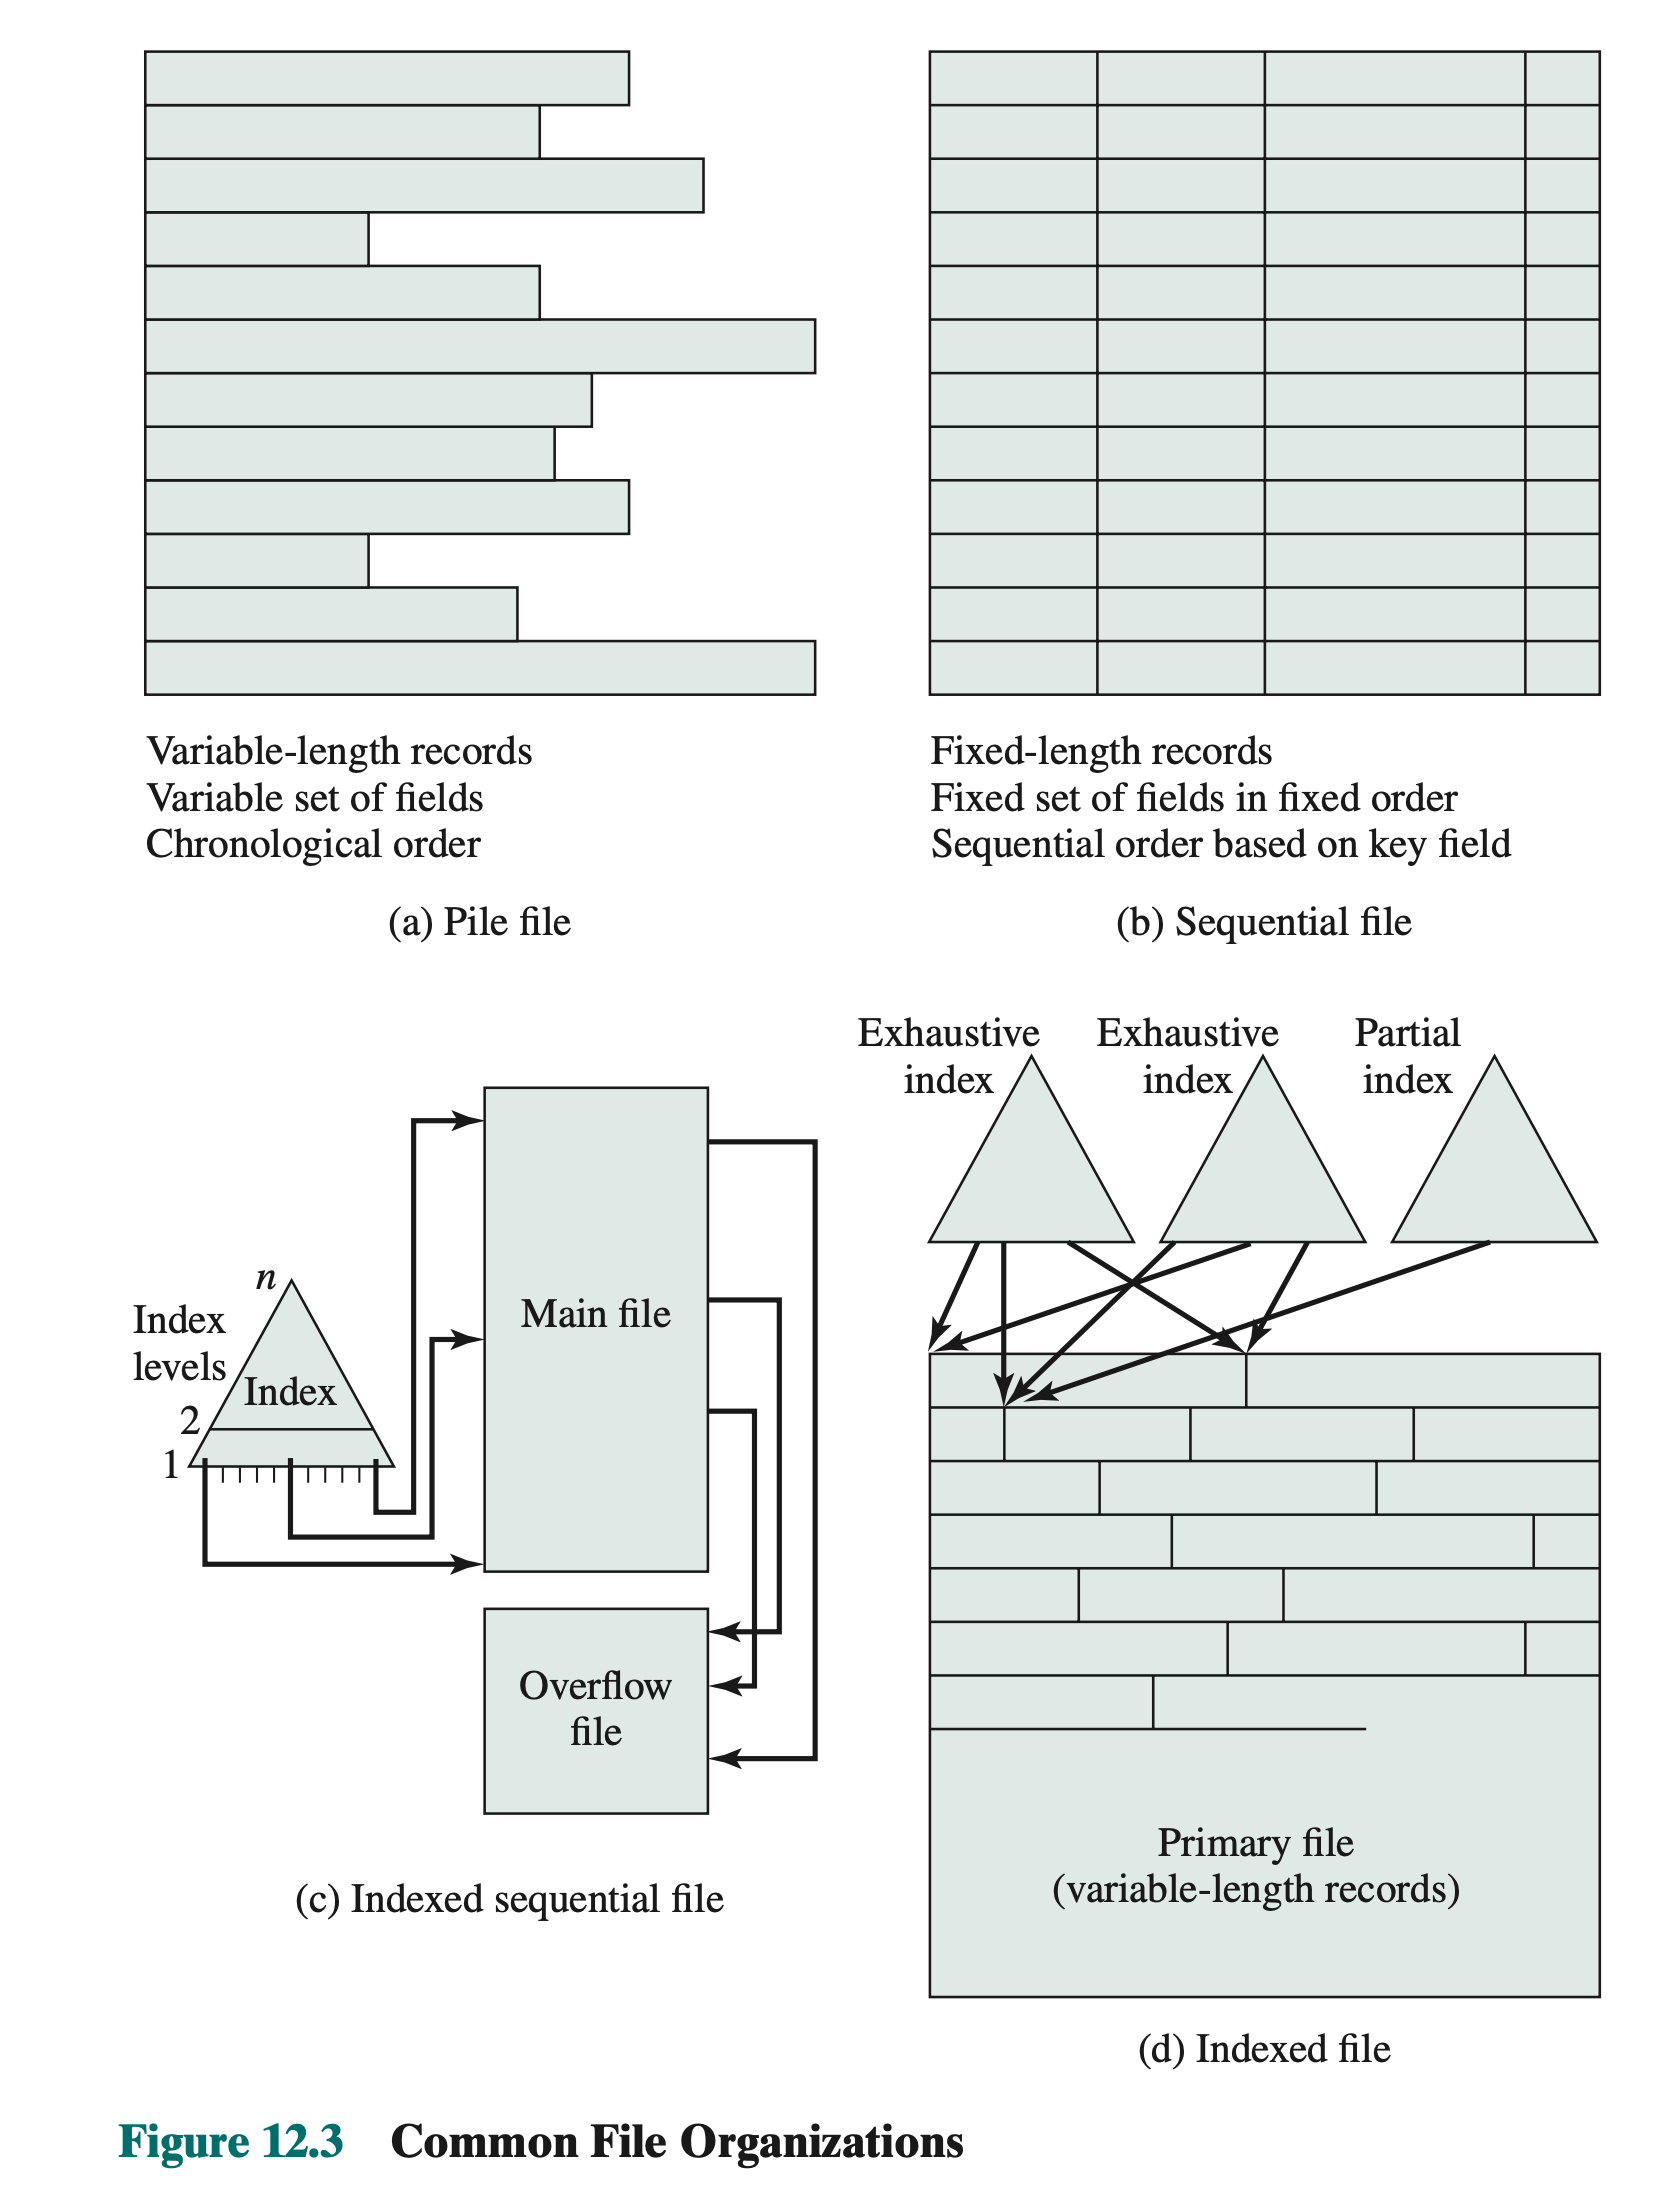 Variable-length records
Variable set of fields
Chronological order
(a) Pile file
Fixed-length records
Fixed set of fields in fixed order
Sequential order based on key field
(b) Sequential file
n
Index
levels
Index
2
1
Main file
Overflow
file
(c) Indexed sequential file
Exhaustive
index
Exhaustive
index
Partial
index
Primary file
(variable-length records)
(d) Indexed file
Figure 12.3 Common File Organizations